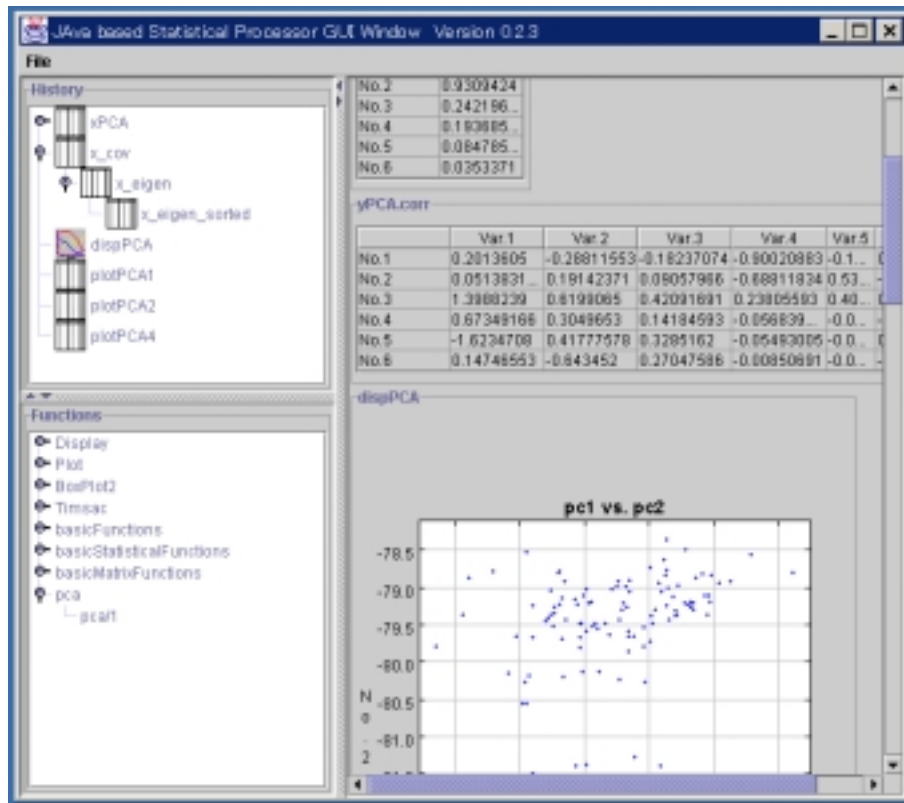 JAva based Statistical Processor GUI Window Version 0.2.3
File
History
xPCA
x_cov
x_eigen
x_eigen_sorted
dispPCA
plotPCA1
plotPCA2
plotPCA4
Functions
Display
Plot
BoxPlot2
Timsac
basicFunctions
basicStatisticalFunctions
basicMatrixFunctions
pca
pca/1
No.2 0.9309424
No.3 0.242196...
No.4 0.193685...
No.5 0.084785...
No.6 0.0353371
yPCA.corr
Var.1 Var.2 Var.3 Var.4 Var.5
No.1 0.2013605 -0.28811553 -0.18237074 -0.80020883 -0.1...
No.2 0.0513831... 0.19142371 0.09057966 -0.68811834 0.53...
No.3 1.3988239 0.6199065 0.42091691 0.23805593 0.40...
No.4 0.67349166 0.3049653 0.14184593 -0.056839... -0.0...
No.5 -1.6234708 0.41777578 0.3285162 -0.05493005 -0.0...
No.6 0.14746553 -0.643452 0.27047586 -0.00850691 -0.0...
dispPCA
pc1 vs. pc2
-78.5
-79.0
-79.5
-80.0
-80.5
-81.0
No.2